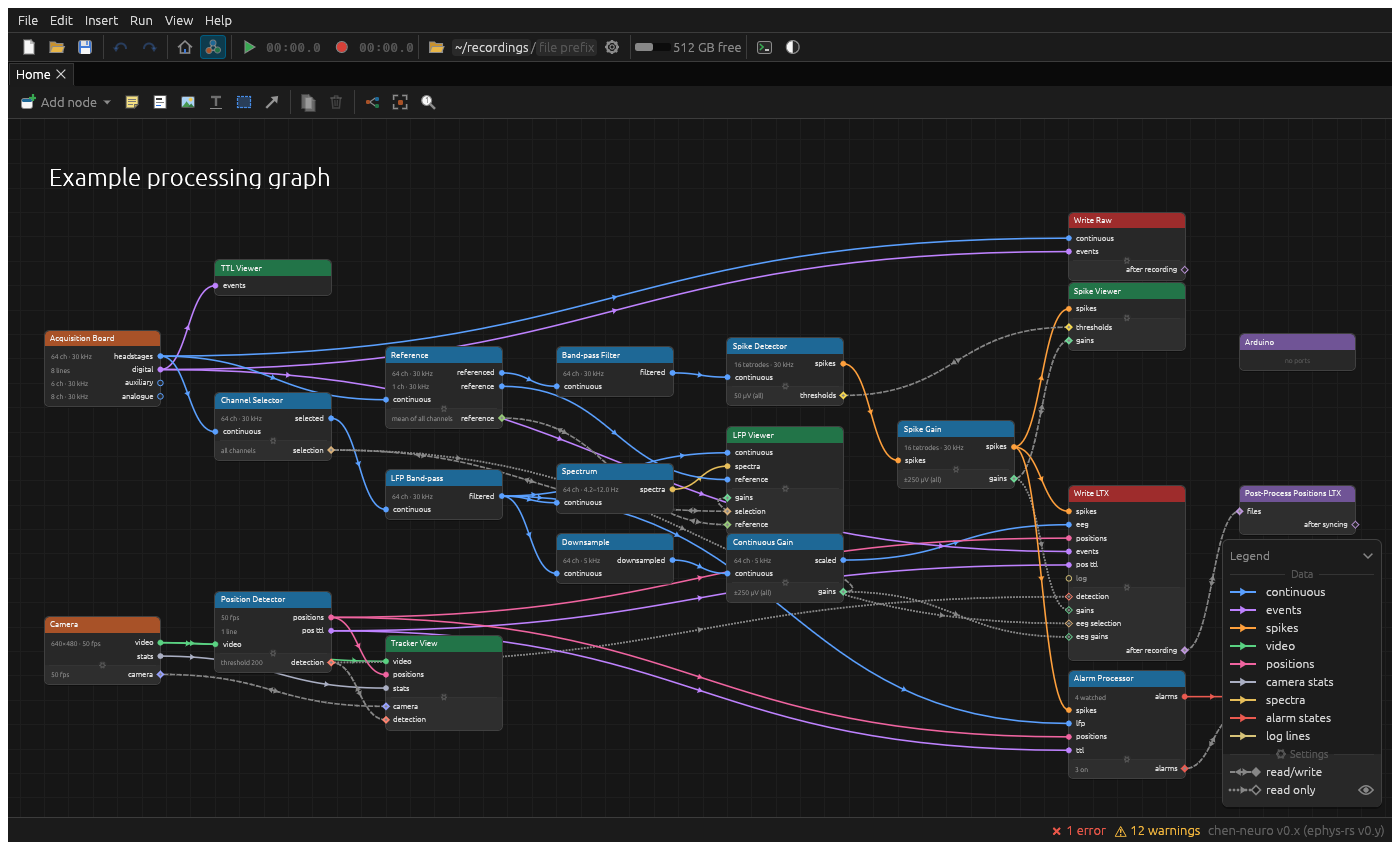 File Edit Insert Run View Help
00:00.0 00:00.0 ~/recordings/file prefix 512 GB free
Home
Add node
Example processing graph
Write Raw
continuous
events
after recording
TTL Viewer
events
Spike Viewer
spikes
thresholds
gains
Acquisition Board
64 ch · 30 kHz headstages
8 lines digital
6 ch · 30 kHz auxiliary
8 ch · 30 kHz analogue
Arduino
no ports
Reference
64 ch · 30 kHz referenced
1 ch · 30 kHz reference
continuous
mean of all channels reference
Band-pass Filter
64 ch · 30 kHz filtered
continuous
Spike Detector
16 tetrodes · 30 kHz spikes
continuous
50 µV (all) thresholds
Channel Selector
64 ch · 30 kHz selected
continuous
all channels selection
LFP Viewer
continuous
spectra
reference
gains
selection
reference
Spike Gain
16 tetrodes · 30 kHz spikes
spikes
±250 µV (all) gains
LFP Band-pass
64 ch · 30 kHz filtered
continuous
Spectrum
64 ch · 4.2–12.0 Hz spectra
continuous
Write LTX
spikes
eeg
positions
events
pos ttl
log
detection
gains
eeg selection
eeg gains
after recording
Post-Process Positions LTX
files
after syncing
Downsample
64 ch · 5 kHz downsampled
continuous
Continuous Gain
64 ch · 5 kHz scaled
continuous
±250 µV (all) gains
Position Detector
50 fps positions
1 line pos ttl
video
threshold 200 detection
Camera
640×480 · 50 fps video
stats
50 fps camera
Tracker View
video
positions
stats
camera
detection
Alarm Processor
4 watched alarms
spikes
lfp
positions
ttl
3 on alarms
Legend
Data
continuous
events
spikes
video
positions
camera stats
spectra
alarm states
log lines
Settings
read/write
read only
1 error 12 warnings chen-neuro v0.x (ephys-rs v0.y)